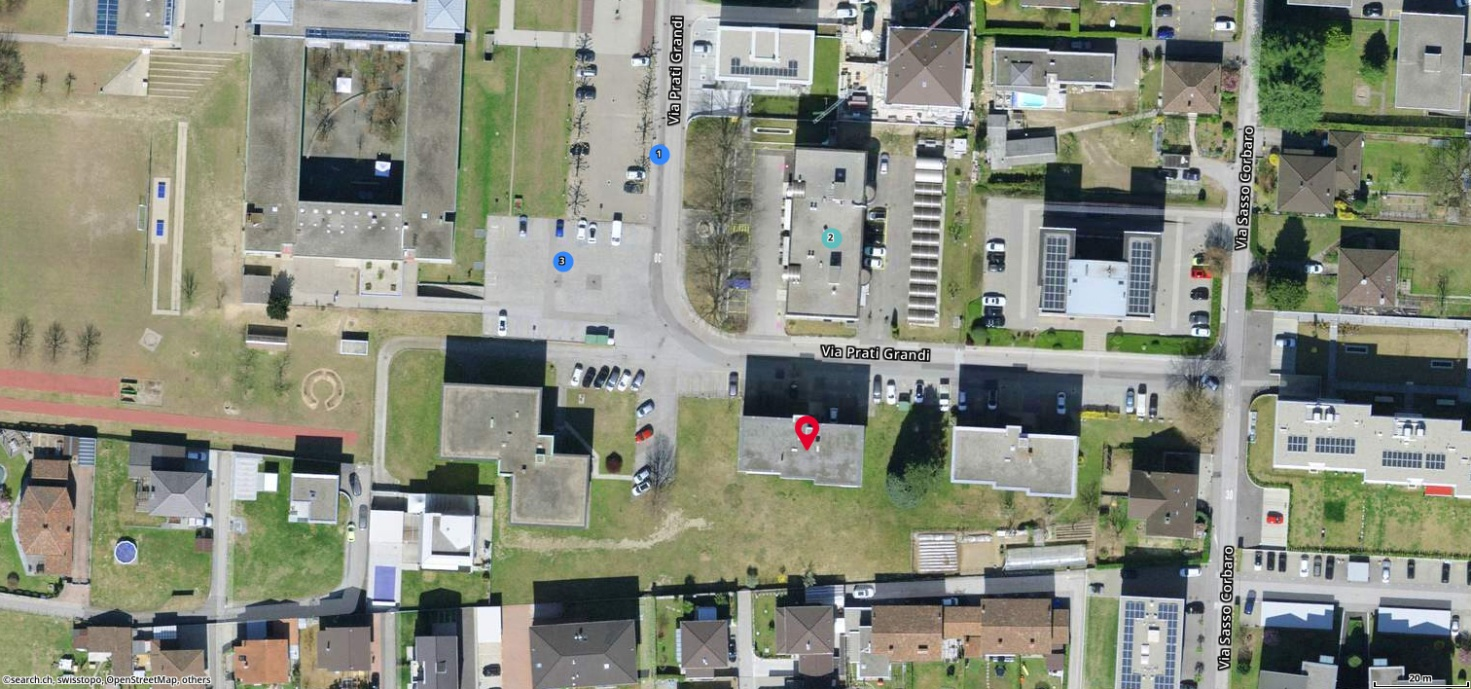 Via Prati Grandi
1
Via Sasso Corbaro
2
3
Via Prati Grandi
Via Sasso Corbaro
©search.ch, swisstopo, OpenStreetMap, others
20 m